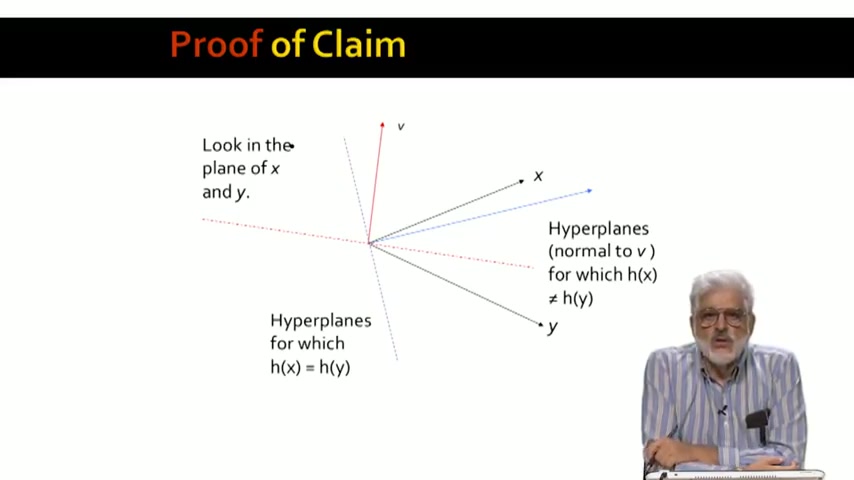 Proof of Claim
v
Look in the
plane of x
and y.
x
Hyperplanes
(normal to v )
for which h(x)
≠ h(y)
y
Hyperplanes
for which
h(x) = h(y)